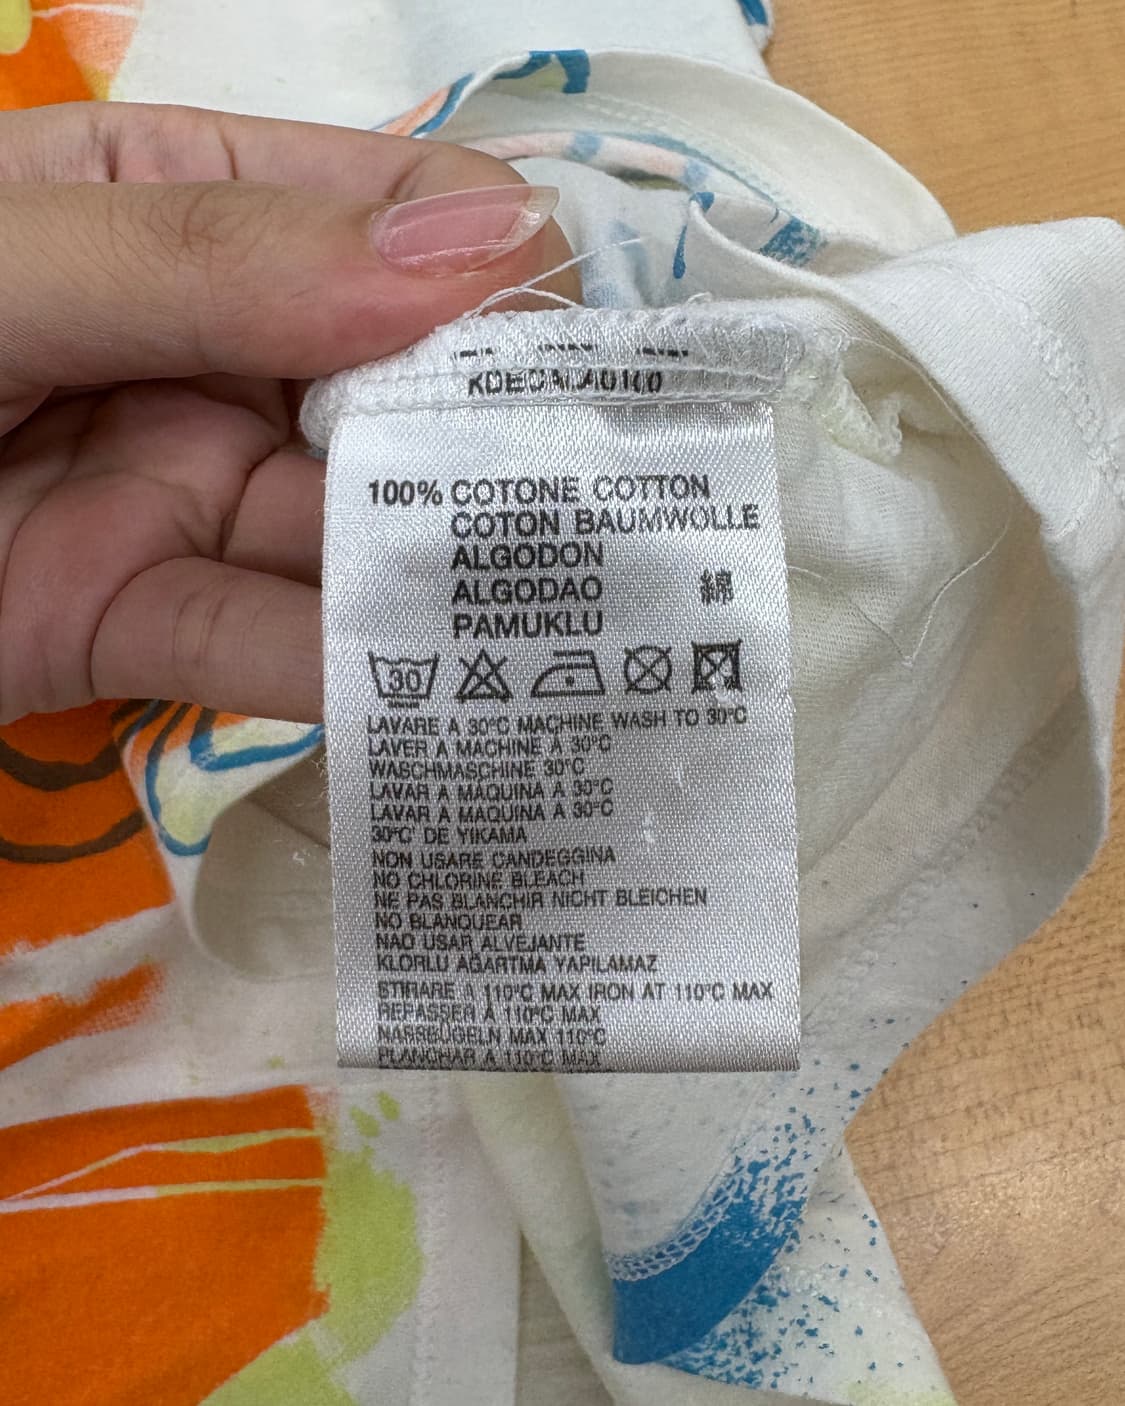 100% COTONE COTTON
COTON BAUMWOLLE
ALGODON
ALGODAO 綿
PAMUKLU
30
LAVARE A 30°C MACHINE WASH TO 30°C
LAVER A MACHINE A 30°C
WASCHMASCHINE 30°C
LAVAR A MAQUINA A 30°C
LAVAR A MAQUINA A 30°C
30°C' DE YIKAMA
NON USARE CANDEGGINA
NO CHLORINE BLEACH
NE PAS BLANCHIR NICHT BLEICHEN
NO BLANQUEAR
NAO USAR ALVEJANTE
KLORLU AGARTMA YAPILAMAZ
STIRARE A 110°C MAX IRON AT 110°C MAX
REPASSER A 110°C MAX
NASSBUGELN MAX 110°C
PLANCHAR A 110°C MAX